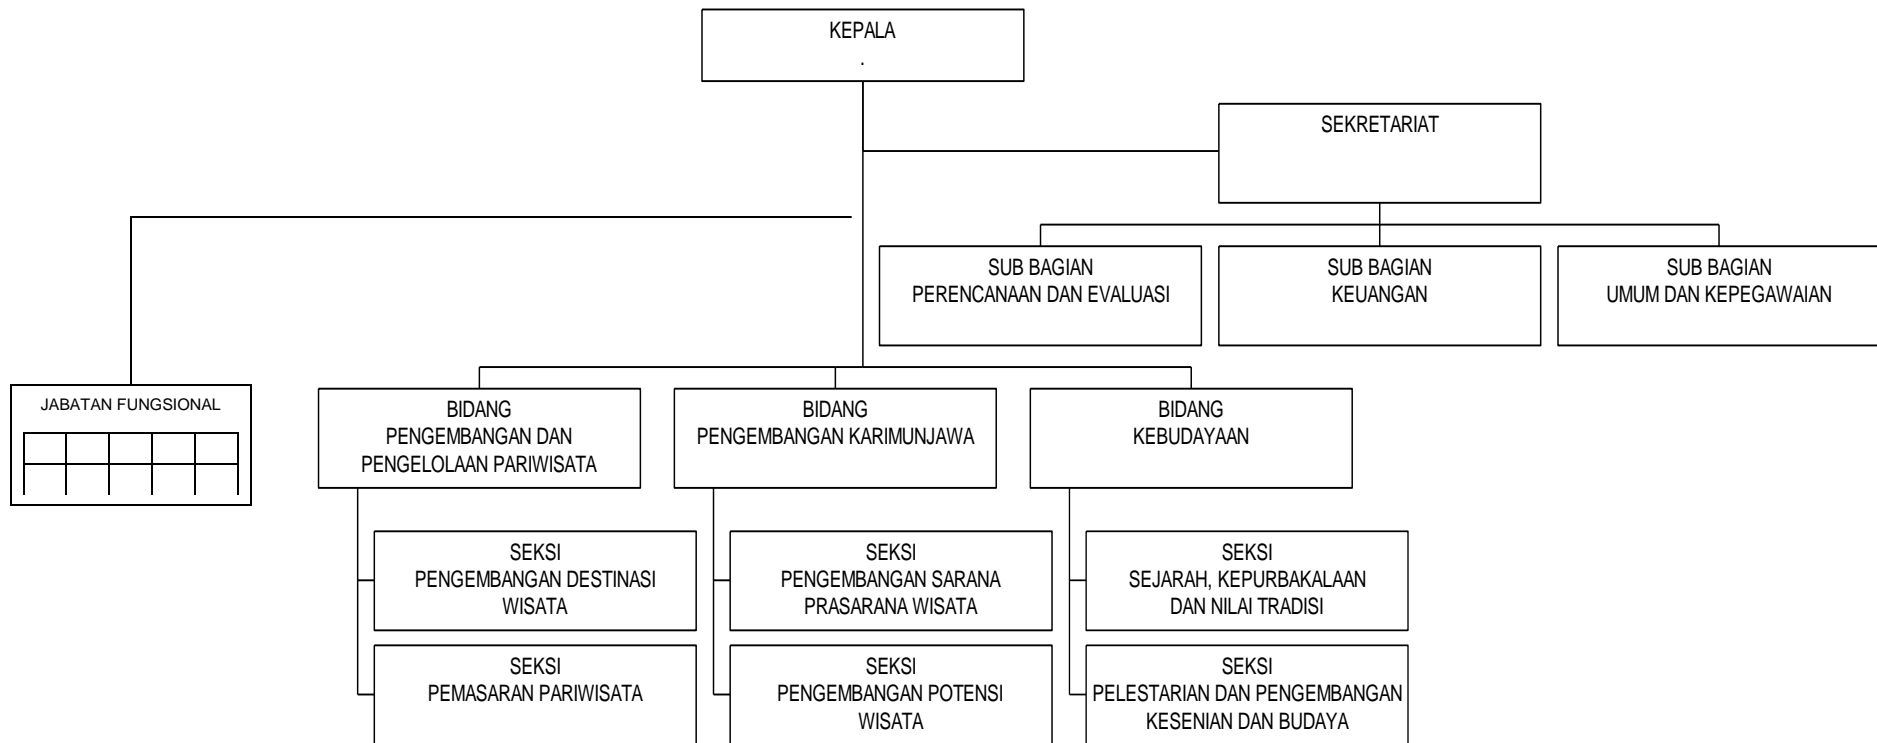 KEPALA
.
SEKRETARIAT
SUB BAGIAN
PERENCANAAN DAN EVALUASI
SUB BAGIAN
KEUANGAN
SUB BAGIAN
UMUM DAN KEPEGAWAIAN
JABATAN FUNGSIONAL
BIDANG
PENGEMBANGAN DAN
PENGELOLAAN PARIWISATA
BIDANG
PENGEMBANGAN KARIMUNJAWA
BIDANG
KEBUDAYAAN
SEKSI
PENGEMBANGAN DESTINASI
WISATA
SEKSI
PENGEMBANGAN SARANA
PRASARANA WISATA
SEKSI
SEJARAH, KEPURBAKALAAN
DAN NILAI TRADISI
SEKSI
PEMASARAN PARIWISATA
SEKSI
PENGEMBANGAN POTENSI
WISATA
SEKSI
PELESTARIAN DAN PENGEMBANGAN
KESENIAN DAN BUDAYA